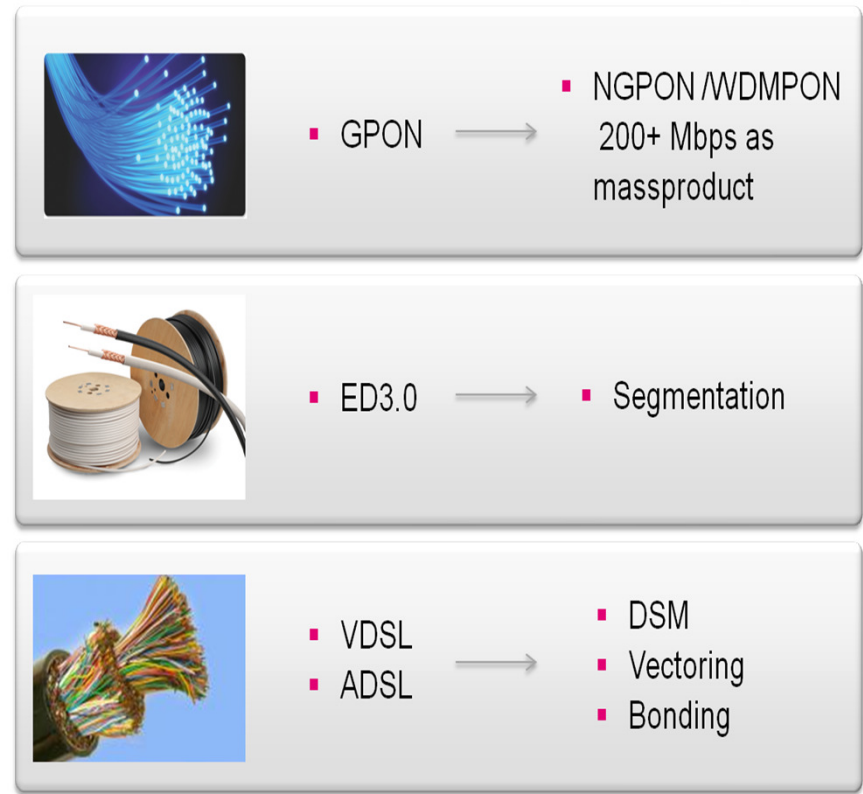 GPON
NGPON /WDMPON
200+ Mbps as
massproduct
ED3.0
Segmentation
VDSL
ADSL
DSM
Vectoring
Bonding